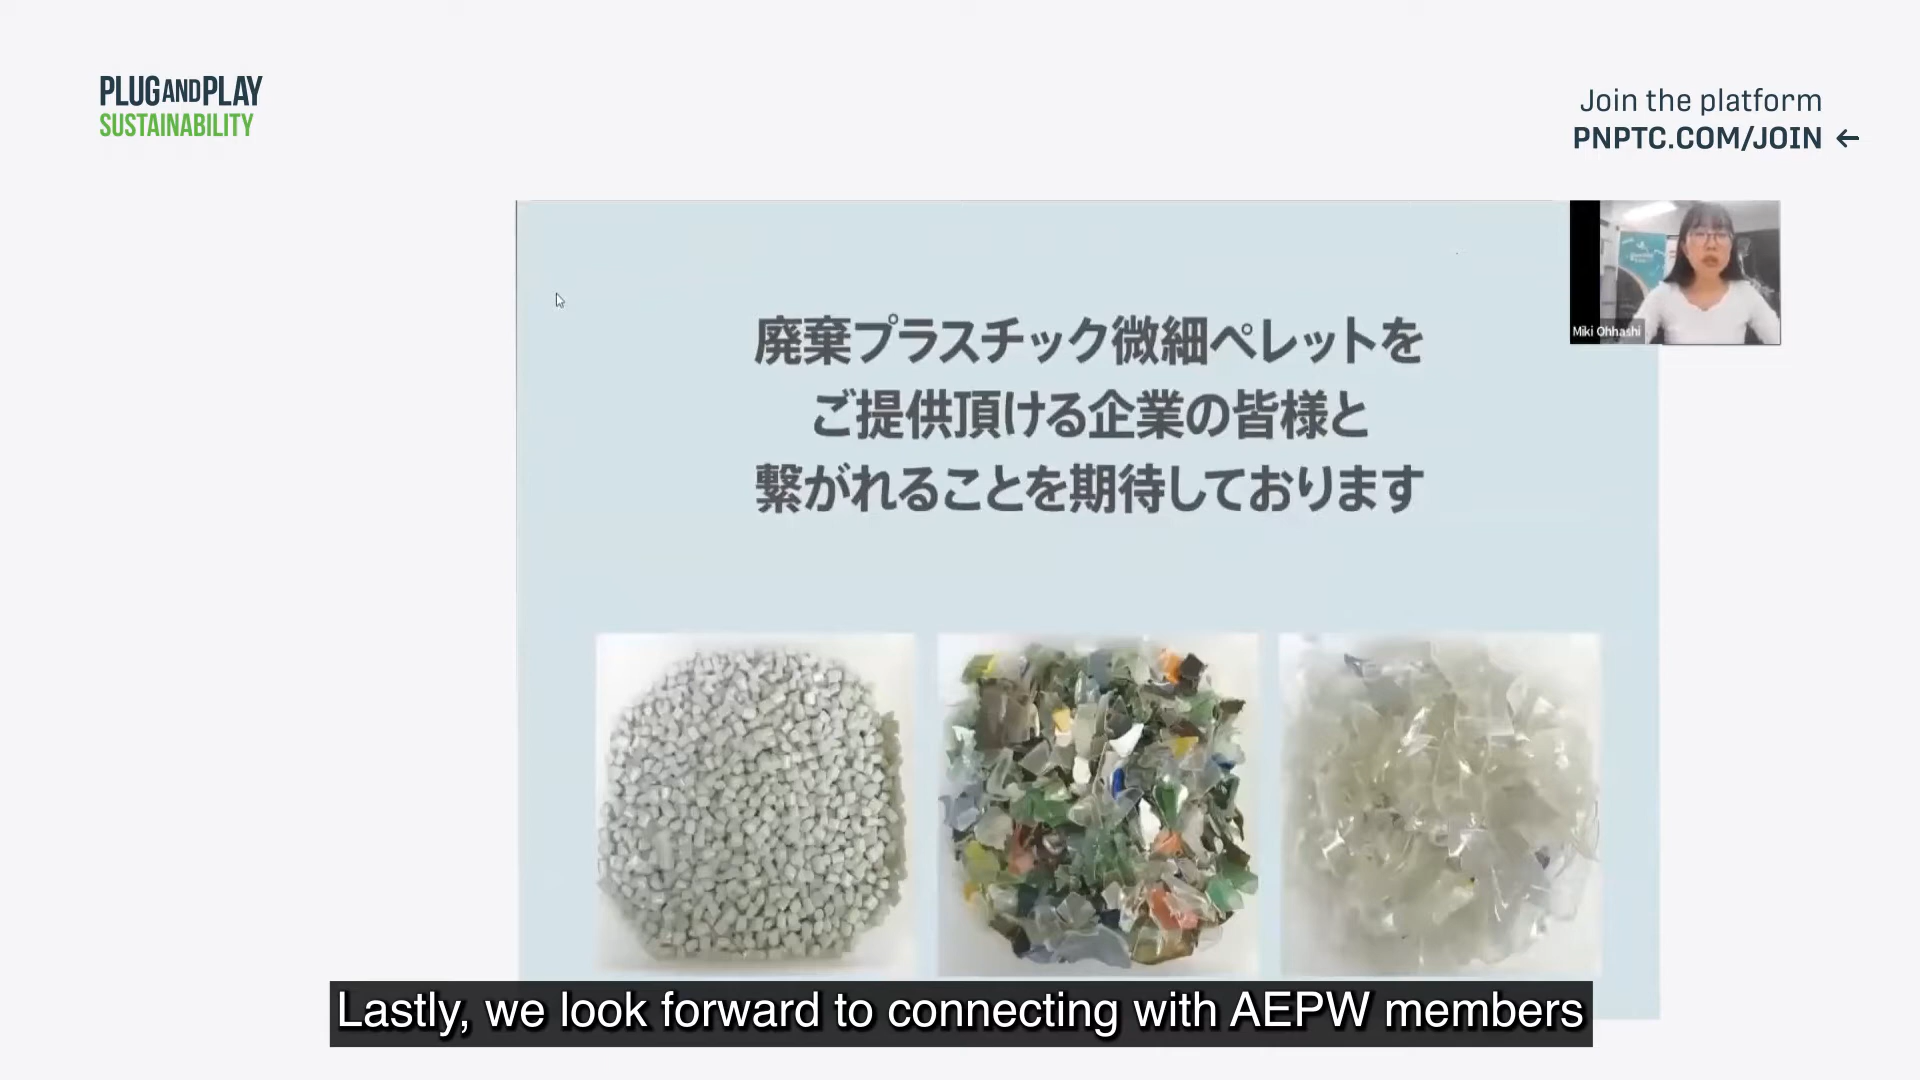 PLUGANDPLAY
SUSTAINABILITY
Join the platform
PNPTC.COM/JOIN ←
廃棄プラスチック微細ペレットを
ご提供頂ける企業の皆様と
繋がれることを期待しております
Miki Ohhashi
Lastly, we look forward to connecting with AEPW members